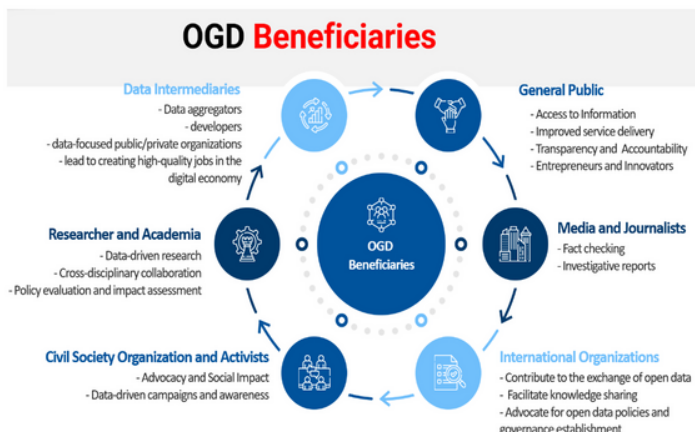 OGD Beneficiaries
Data Intermediaries
- Data aggregators
- developers
- data-focused public/private organizations
- lead to creating high-quality jobs in the
digital economy
General Public
- Access to Information
- Improved service delivery
- Transparency and Accountability
- Entrepreneurs and Innovators
Researcher and Academia
- Data-driven research
- Cross-disciplinary collaboration
- Policy evaluation and impact assessment
OGD
Beneficiaries
Media and Journalists
- Fact checking
- Investigative reports
Civil Society Organization and Activists
- Advocacy and Social Impact
- Data-driven campaigns and awareness
International Organizations
- Contribute to the exchange of open data
- Facilitate knowledge sharing
- Advocate for open data policies and
governance establishment